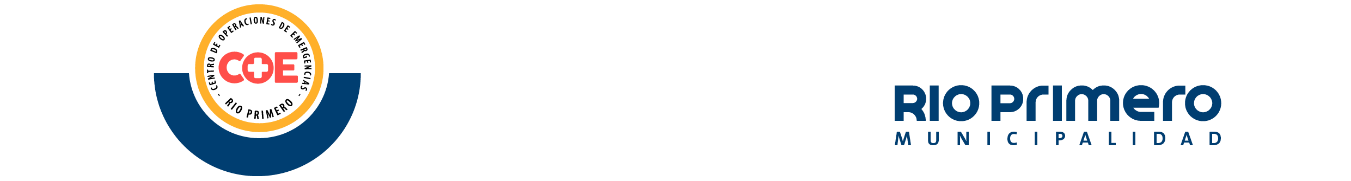 CENTRO DE OPERACIONES DE EMERGENCIAS
COE
- RIO PRIMERO -
RIO PrImero
MUNICIPALIDAD